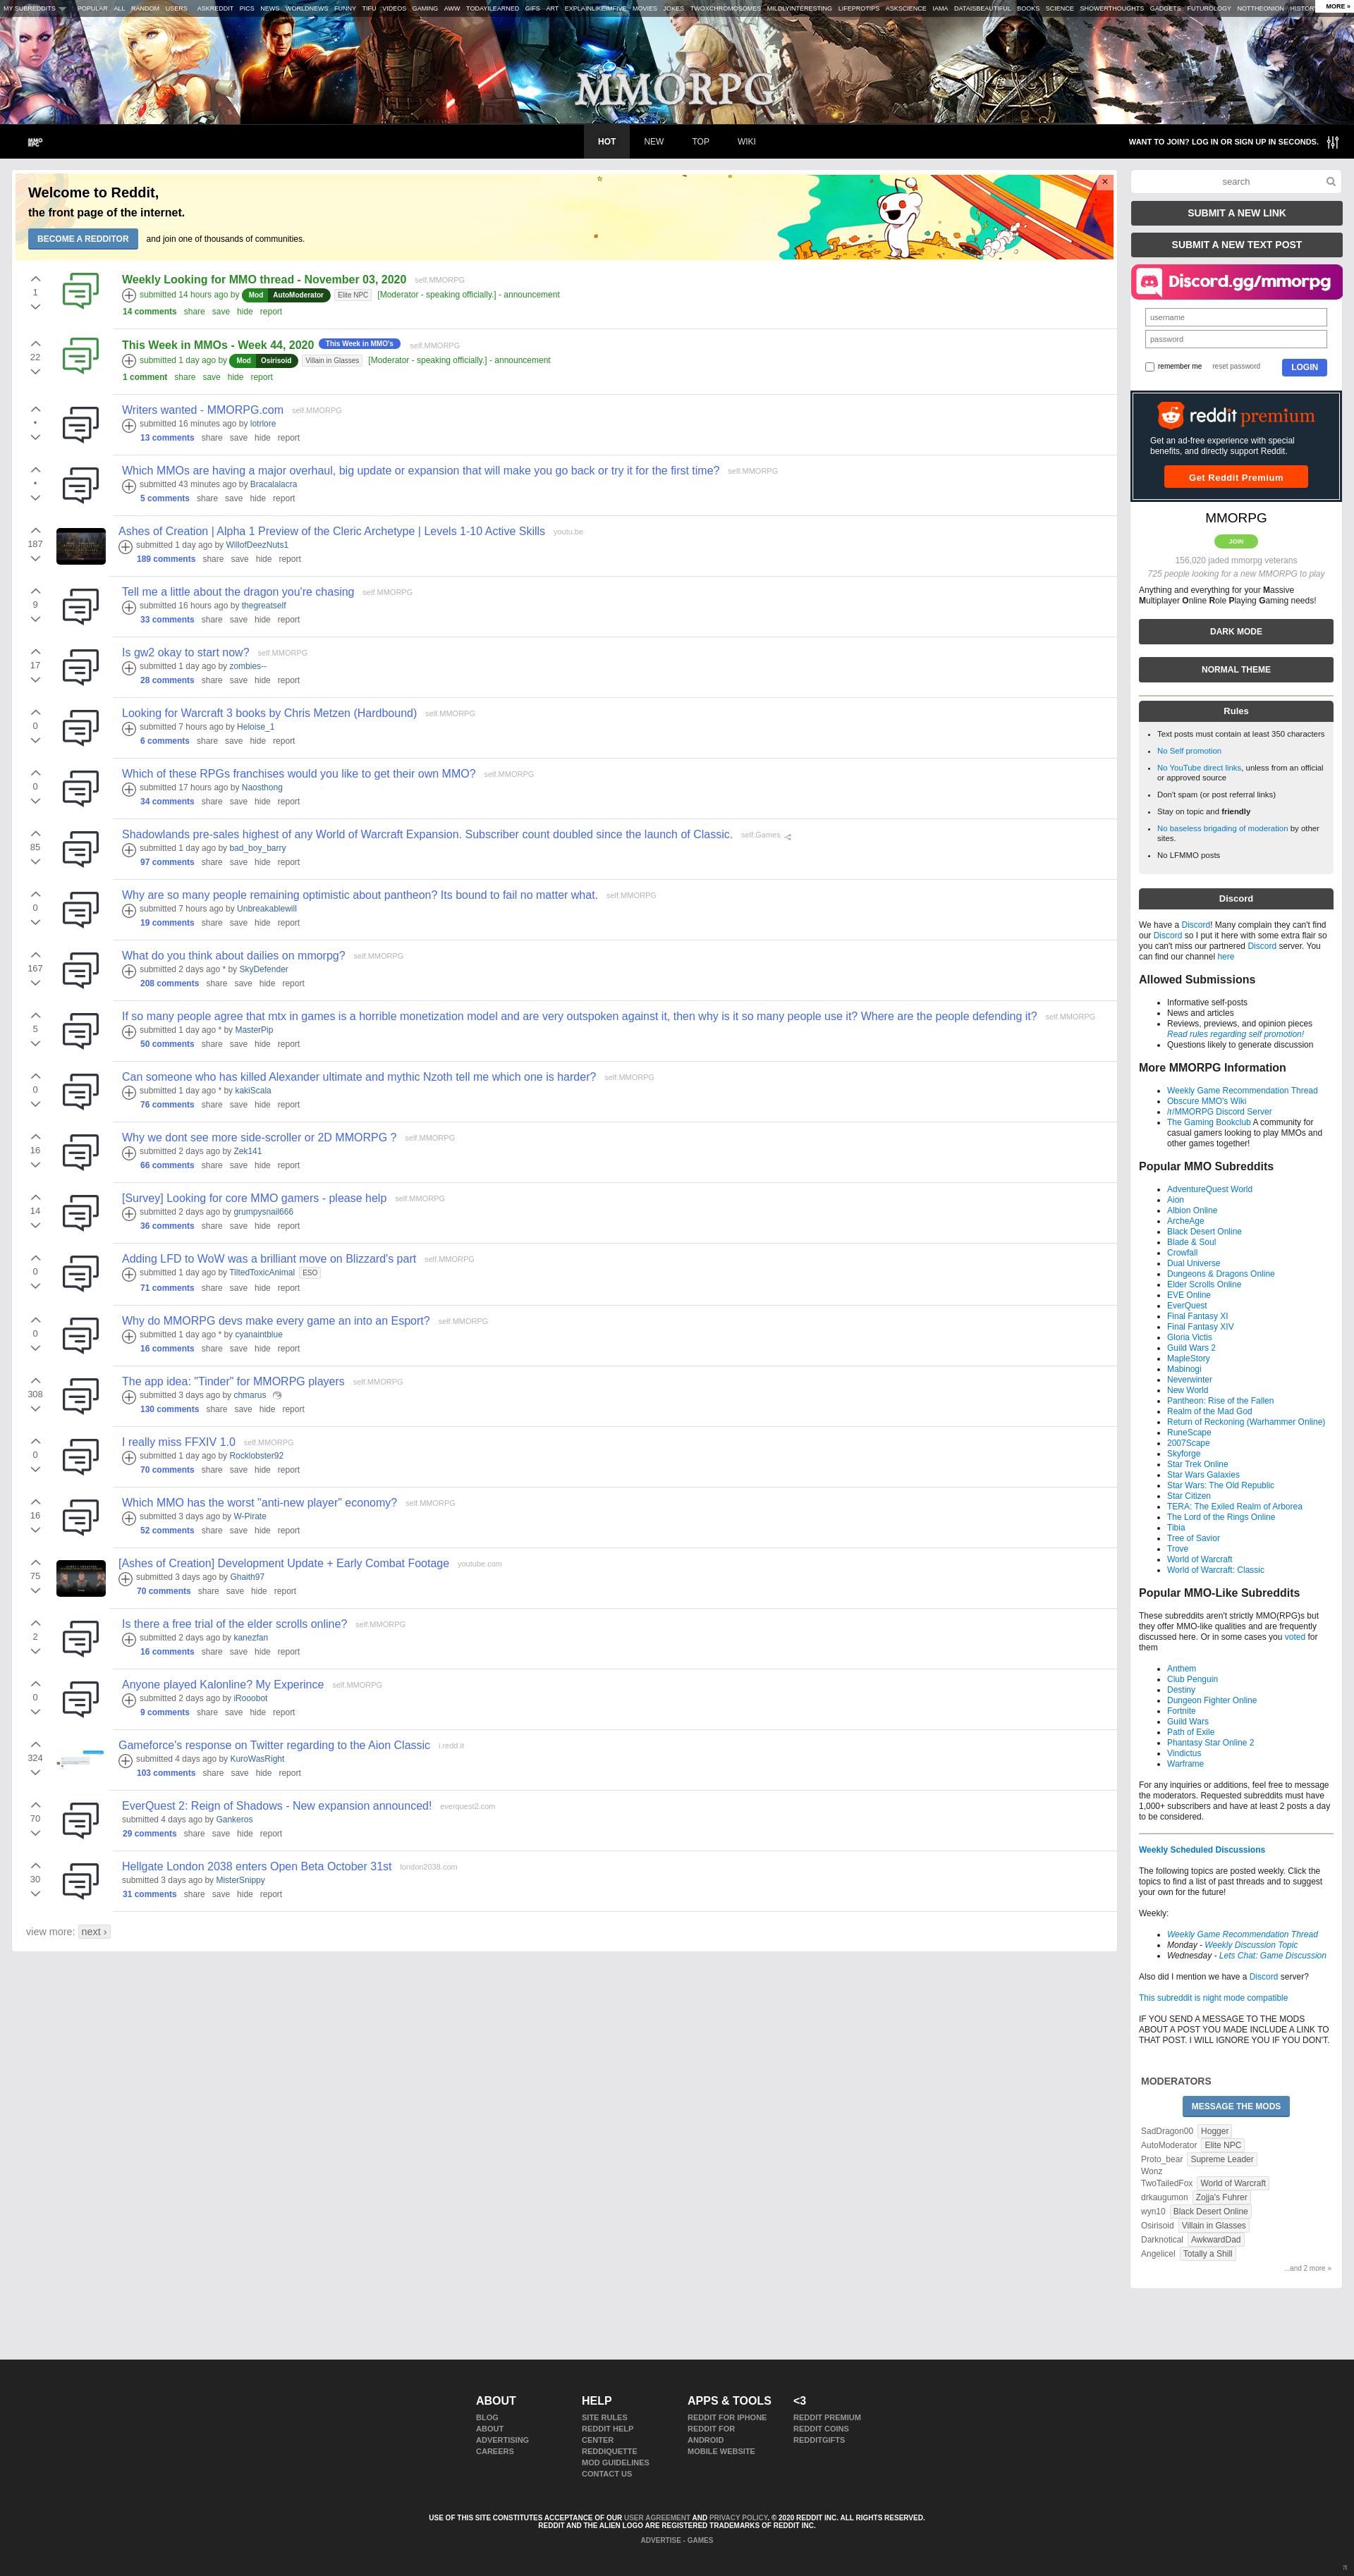 MY SUBREDDITS POPULAR ALL RANDOM USERS ASKREDDIT PICS NEWS WORLDNEWS FUNNY TIFU VIDEOS GAMING AWW TODAYILEARNED GIFS ART EXPLAINLIKEIMFIVE MOVIES JOKES TWOXCHROMOSOMES MILDLYINTERESTING LIFEPROTIPS ASKSCIENCE IAMA DATAISBEAUTIFUL BOOKS SCIENCE SHOWERTHOUGHTS GADGETS FUTUROLOGY NOTTHEONION HISTOR MORE »
MMORPG
MMO RPG
HOT NEW TOP WIKI
WANT TO JOIN? LOG IN OR SIGN UP IN SECONDS.
Welcome to Reddit,
the front page of the internet.
BECOME A REDDITOR and join one of thousands of communities.
×
1
Weekly Looking for MMO thread - November 03, 2020 self.MMORPG
submitted 14 hours ago by Mod AutoModerator Elite NPC [Moderator - speaking officially.] - announcement
14 comments share save hide report
22
This Week in MMOs - Week 44, 2020 This Week in MMO's self.MMORPG
submitted 1 day ago by Mod Osirisoid Villain in Glasses [Moderator - speaking officially.] - announcement
1 comment share save hide report
•
Writers wanted - MMORPG.com self.MMORPG
submitted 16 minutes ago by lotrlore
13 comments share save hide report
•
Which MMOs are having a major overhaul, big update or expansion that will make you go back or try it for the first time? self.MMORPG
submitted 43 minutes ago by Bracalalacra
5 comments share save hide report
187
Ashes of Creation | Alpha 1 Preview of the Cleric Archetype | Levels 1-10 Active Skills youtu.be
submitted 1 day ago by WillofDeezNuts1
189 comments share save hide report
9
Tell me a little about the dragon you're chasing self.MMORPG
submitted 16 hours ago by thegreatself
33 comments share save hide report
17
Is gw2 okay to start now? self.MMORPG
submitted 1 day ago by zombies--
28 comments share save hide report
0
Looking for Warcraft 3 books by Chris Metzen (Hardbound) self.MMORPG
submitted 7 hours ago by Heloise_1
6 comments share save hide report
0
Which of these RPGs franchises would you like to get their own MMO? self.MMORPG
submitted 17 hours ago by Naosthong
34 comments share save hide report
85
Shadowlands pre-sales highest of any World of Warcraft Expansion. Subscriber count doubled since the launch of Classic. self.Games
submitted 1 day ago by bad_boy_barry
97 comments share save hide report
0
Why are so many people remaining optimistic about pantheon? Its bound to fail no matter what. self.MMORPG
submitted 7 hours ago by Unbreakablewill
19 comments share save hide report
167
What do you think about dailies on mmorpg? self.MMORPG
submitted 2 days ago * by SkyDefender
208 comments share save hide report
5
If so many people agree that mtx in games is a horrible monetization model and are very outspoken against it, then why is it so many people use it? Where are the people defending it? self.MMORPG
submitted 1 day ago * by MasterPip
50 comments share save hide report
0
Can someone who has killed Alexander ultimate and mythic Nzoth tell me which one is harder? self.MMORPG
submitted 1 day ago * by kakiScala
76 comments share save hide report
16
Why we dont see more side-scroller or 2D MMORPG ? self.MMORPG
submitted 2 days ago by Zek141
66 comments share save hide report
14
[Survey] Looking for core MMO gamers - please help self.MMORPG
submitted 2 days ago by grumpysnail666
36 comments share save hide report
0
Adding LFD to WoW was a brilliant move on Blizzard's part self.MMORPG
submitted 1 day ago by TiltedToxicAnimal ESO
71 comments share save hide report
0
Why do MMORPG devs make every game an into an Esport? self.MMORPG
submitted 1 day ago * by cyanaintblue
16 comments share save hide report
308
The app idea: "Tinder" for MMORPG players self.MMORPG
submitted 3 days ago by chmarus
130 comments share save hide report
0
I really miss FFXIV 1.0 self.MMORPG
submitted 1 day ago by Rocklobster92
70 comments share save hide report
16
Which MMO has the worst "anti-new player" economy? self.MMORPG
submitted 3 days ago by W-Pirate
52 comments share save hide report
75
[Ashes of Creation] Development Update + Early Combat Footage youtube.com
submitted 3 days ago by Ghaith97
70 comments share save hide report
2
Is there a free trial of the elder scrolls online? self.MMORPG
submitted 2 days ago by kanezfan
16 comments share save hide report
0
Anyone played Kalonline? My Experince self.MMORPG
submitted 2 days ago by iRooobot
9 comments share save hide report
324
Gameforce's response on Twitter regarding to the Aion Classic i.redd.it
submitted 4 days ago by KuroWasRight
103 comments share save hide report
70
EverQuest 2: Reign of Shadows - New expansion announced! everquest2.com
submitted 4 days ago by Gankeros
29 comments share save hide report
30
Hellgate London 2038 enters Open Beta October 31st london2038.com
submitted 3 days ago by MisterSnippy
31 comments share save hide report
view more: next ›
search
SUBMIT A NEW LINK
SUBMIT A NEW TEXT POST
Discord.gg/mmorpg
username
password
remember me reset password LOGIN
reddit premium
Get an ad-free experience with special
benefits, and directly support Reddit.
Get Reddit Premium
MMORPG
JOIN
156,020 jaded mmorpg veterans
725 people looking for a new MMORPG to play
Anything and everything for your Massive
Multiplayer Online Role Playing Gaming needs!
DARK MODE
NORMAL THEME
Rules
Text posts must contain at least 350 characters
No Self promotion
No YouTube direct links, unless from an official
or approved source
Don't spam (or post referral links)
Stay on topic and friendly
No baseless brigading of moderation by other
sites.
No LFMMO posts
Discord
We have a Discord! Many complain they can't find
our Discord so I put it here with some extra flair so
you can't miss our partnered Discord server. You
can find our channel here
Allowed Submissions
Informative self-posts
News and articles
Reviews, previews, and opinion pieces
Read rules regarding self promotion!
Questions likely to generate discussion
More MMORPG Information
Weekly Game Recommendation Thread
Obscure MMO's Wiki
/r/MMORPG Discord Server
The Gaming Bookclub A community for
casual gamers looking to play MMOs and
other games together!
Popular MMO Subreddits
AdventureQuest World
Aion
Albion Online
ArcheAge
Black Desert Online
Blade & Soul
Crowfall
Dual Universe
Dungeons & Dragons Online
Elder Scrolls Online
EVE Online
EverQuest
Final Fantasy XI
Final Fantasy XIV
Gloria Victis
Guild Wars 2
MapleStory
Mabinogi
Neverwinter
New World
Pantheon: Rise of the Fallen
Realm of the Mad God
Return of Reckoning (Warhammer Online)
RuneScape
2007Scape
Skyforge
Star Trek Online
Star Wars Galaxies
Star Wars: The Old Republic
Star Citizen
TERA: The Exiled Realm of Arborea
The Lord of the Rings Online
Tibia
Tree of Savior
Trove
World of Warcraft
World of Warcraft: Classic
Popular MMO-Like Subreddits
These subreddits aren't strictly MMO(RPG)s but
they offer MMO-like qualities and are frequently
discussed here. Or in some cases you voted for
them
Anthem
Club Penguin
Destiny
Dungeon Fighter Online
Fortnite
Guild Wars
Path of Exile
Phantasy Star Online 2
Vindictus
Warframe
For any inquiries or additions, feel free to message
the moderators. Requested subreddits must have
1,000+ subscribers and have at least 2 posts a day
to be considered.
Weekly Scheduled Discussions
The following topics are posted weekly. Click the
topics to find a list of past threads and to suggest
your own for the future!
Weekly:
Weekly Game Recommendation Thread
Monday - Weekly Discussion Topic
Wednesday - Lets Chat: Game Discussion
Also did I mention we have a Discord server?
This subreddit is night mode compatible
IF YOU SEND A MESSAGE TO THE MODS
ABOUT A POST YOU MADE INCLUDE A LINK TO
THAT POST. I WILL IGNORE YOU IF YOU DON'T.
MODERATORS
MESSAGE THE MODS
SadDragon00 Hogger
AutoModerator Elite NPC
Proto_bear Supreme Leader
Wonz
TwoTailedFox World of Warcraft
drkaugumon Zojja's Fuhrer
wyn10 Black Desert Online
Osirisoid Villain in Glasses
Darknotical AwkwardDad
Angelicel Totally a Shill
...and 2 more »
ABOUT
BLOG
ABOUT
ADVERTISING
CAREERS
HELP
SITE RULES
REDDIT HELP
CENTER
REDDIQUETTE
MOD GUIDELINES
CONTACT US
APPS & TOOLS
REDDIT FOR IPHONE
REDDIT FOR
ANDROID
MOBILE WEBSITE
<3
REDDIT PREMIUM
REDDIT COINS
REDDITGIFTS
USE OF THIS SITE CONSTITUTES ACCEPTANCE OF OUR USER AGREEMENT AND PRIVACY POLICY. © 2020 REDDIT INC. ALL RIGHTS RESERVED.
REDDIT AND THE ALIEN LOGO ARE REGISTERED TRADEMARKS OF REDDIT INC.
ADVERTISE - GAMES
π